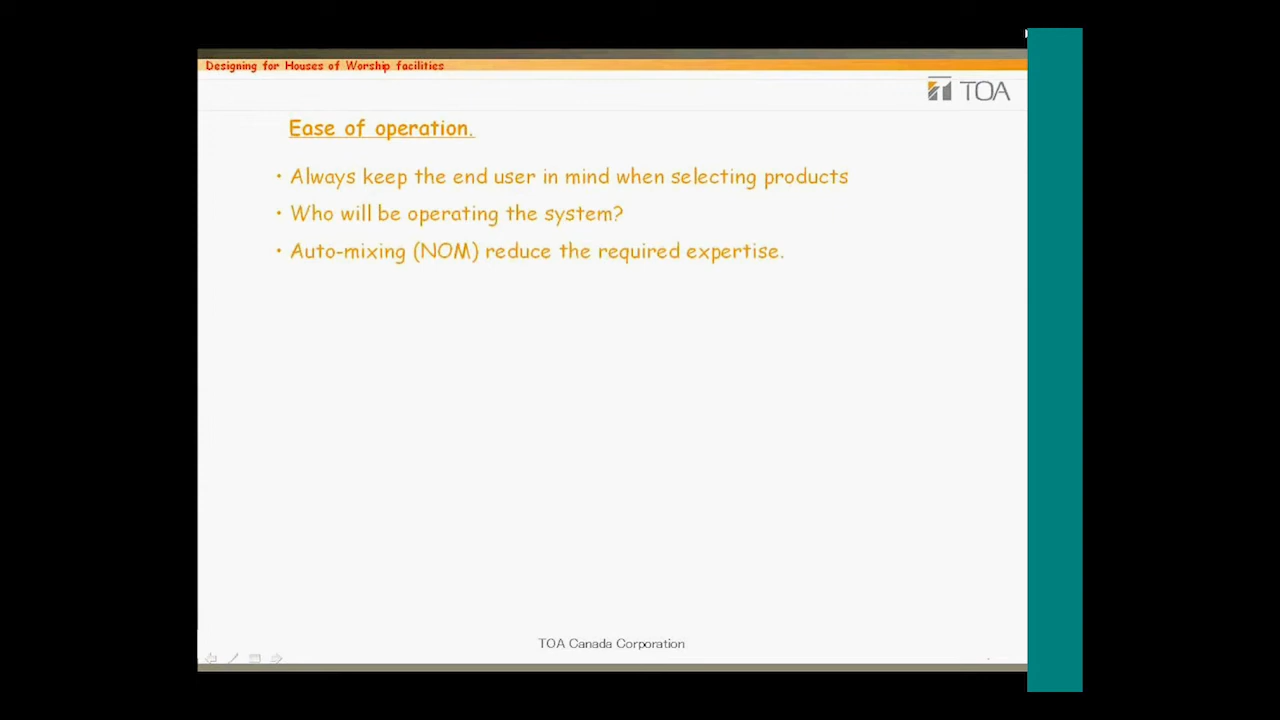 Designing for Houses of Worship facilities
TOA
Ease of operation.
• Always keep the end user in mind when selecting products
• Who will be operating the system?
• Auto-mixing (NOM) reduce the required expertise.
TOA Canada Corporation